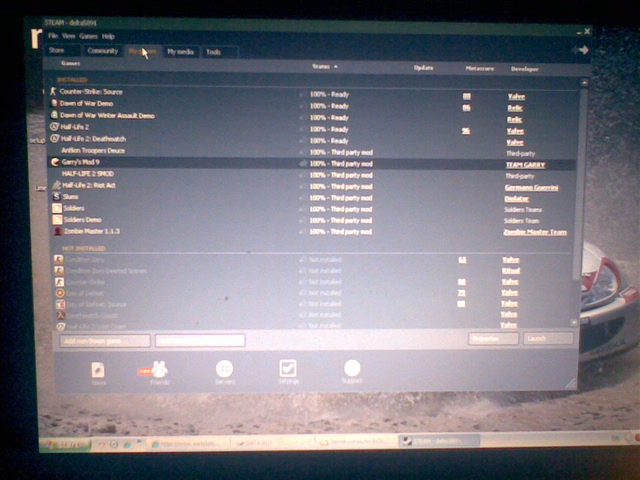 STEAM - delta5891
File View Games Help
Store Community My games My media Tools
Games Status Update Metascore Developer
INSTALLED
Counter-Strike: Source 100% - Ready 88 Valve
Dawn of War Demo 100% - Ready 86 Relic
Dawn of War Winter Assault Demo 100% - Ready Relic
Half-Life 2 100% - Ready 96 Valve
Half-Life 2: Deathmatch 100% - Ready Valve
Antlion Troopers Deuce 100% - Third party mod Third-party
Garry's Mod 9 100% - Third party mod TEAM GARRY
HALF-LIFE 2 SMOD 100% - Third party mod Third-party
Half-Life 2: Riot Act 100% - Third party mod Germano Guerrini
Slums 100% - Third party mod
Soldiers 100% - Third party mod Soldiers Team
Soldiers Demo 100% - Third party mod Soldiers Team
Zombie Master 1.1.3 100% - Third party mod Zombie Master Team
NOT INSTALLED
Condition Zero Not installed 65 Valve
Condition Zero Deleted Scenes Not installed Ritual
Counter-Strike Not installed 88 Valve
Day of Defeat Not installed 79 Valve
Day of Defeat: Source Not installed 80 Valve
Deathmatch Classic Not installed Valve
Not installed Valve
Add non-Steam game... Properties Launch
News Friends Servers Settings Support